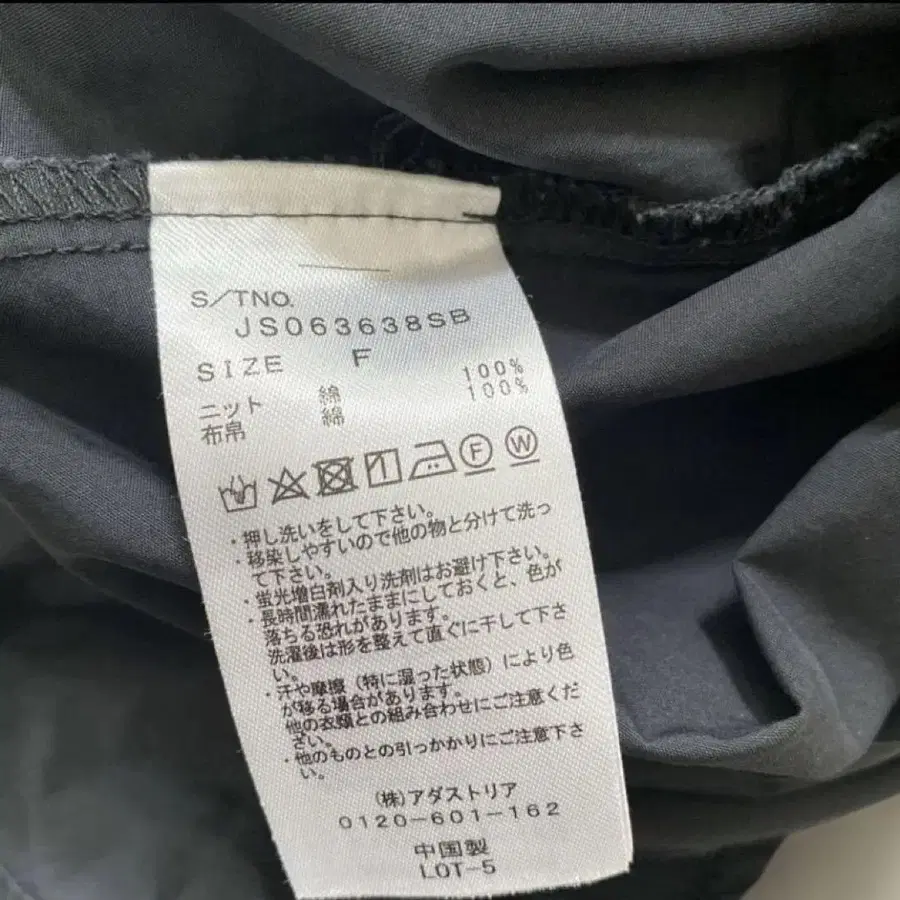 S/TNO.
JS063638SB
SIZE F
ニット 綿 100%
布帛 綿 100%
F W
・押し洗いをして下さい。
・移染しやすいので他の物と分けて洗っ
て下さい。
・蛍光増白剤入り洗剤はお避け下さい。
・長時間濡れたままにしておくと、色が
落ちる恐れがあります。
洗濯後は形を整えて直ぐに干して下さ
い。
・汗や摩擦（特に湿った状態）により色
が移る場合があります。
他の衣類との組み合わせにご注意くだ
さい。
・他のものとの引っかかりにご注意下さ
い。
(株)アダストリア
0120-601-162
中国製
LOT-5